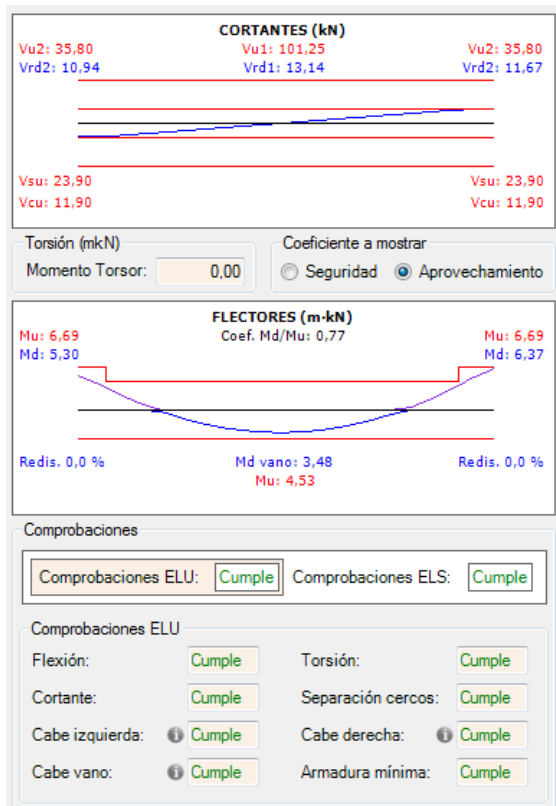 CORTANTES (kN)
Vu2: 35,80 Vu1: 101,25 Vu2: 35,80
Vrd2: 10,94 Vrd1: 13,14 Vrd2: 11,67
Vsu: 23,90 Vsu: 23,90
Vcu: 11,90 Vcu: 11,90
Torsión (mkN) Coeficiente a mostrar
Momento Torsor: 0,00 Seguridad Aprovechamiento
FLECTORES (m·kN)
Mu: 6,69 Coef. Md/Mu: 0,77 Mu: 6,69
Md: 5,30 Md: 6,37
Redis. 0,0 % Md vano: 3,48 Redis. 0,0 %
Mu: 4,53
Comprobaciones
Comprobaciones ELU: Cumple Comprobaciones ELS: Cumple
Comprobaciones ELU
Flexión: Cumple Torsión: Cumple
Cortante: Cumple Separación cercos: Cumple
Cabe izquierda: i Cumple Cabe derecha: i Cumple
Cabe vano: i Cumple Armadura mínima: Cumple